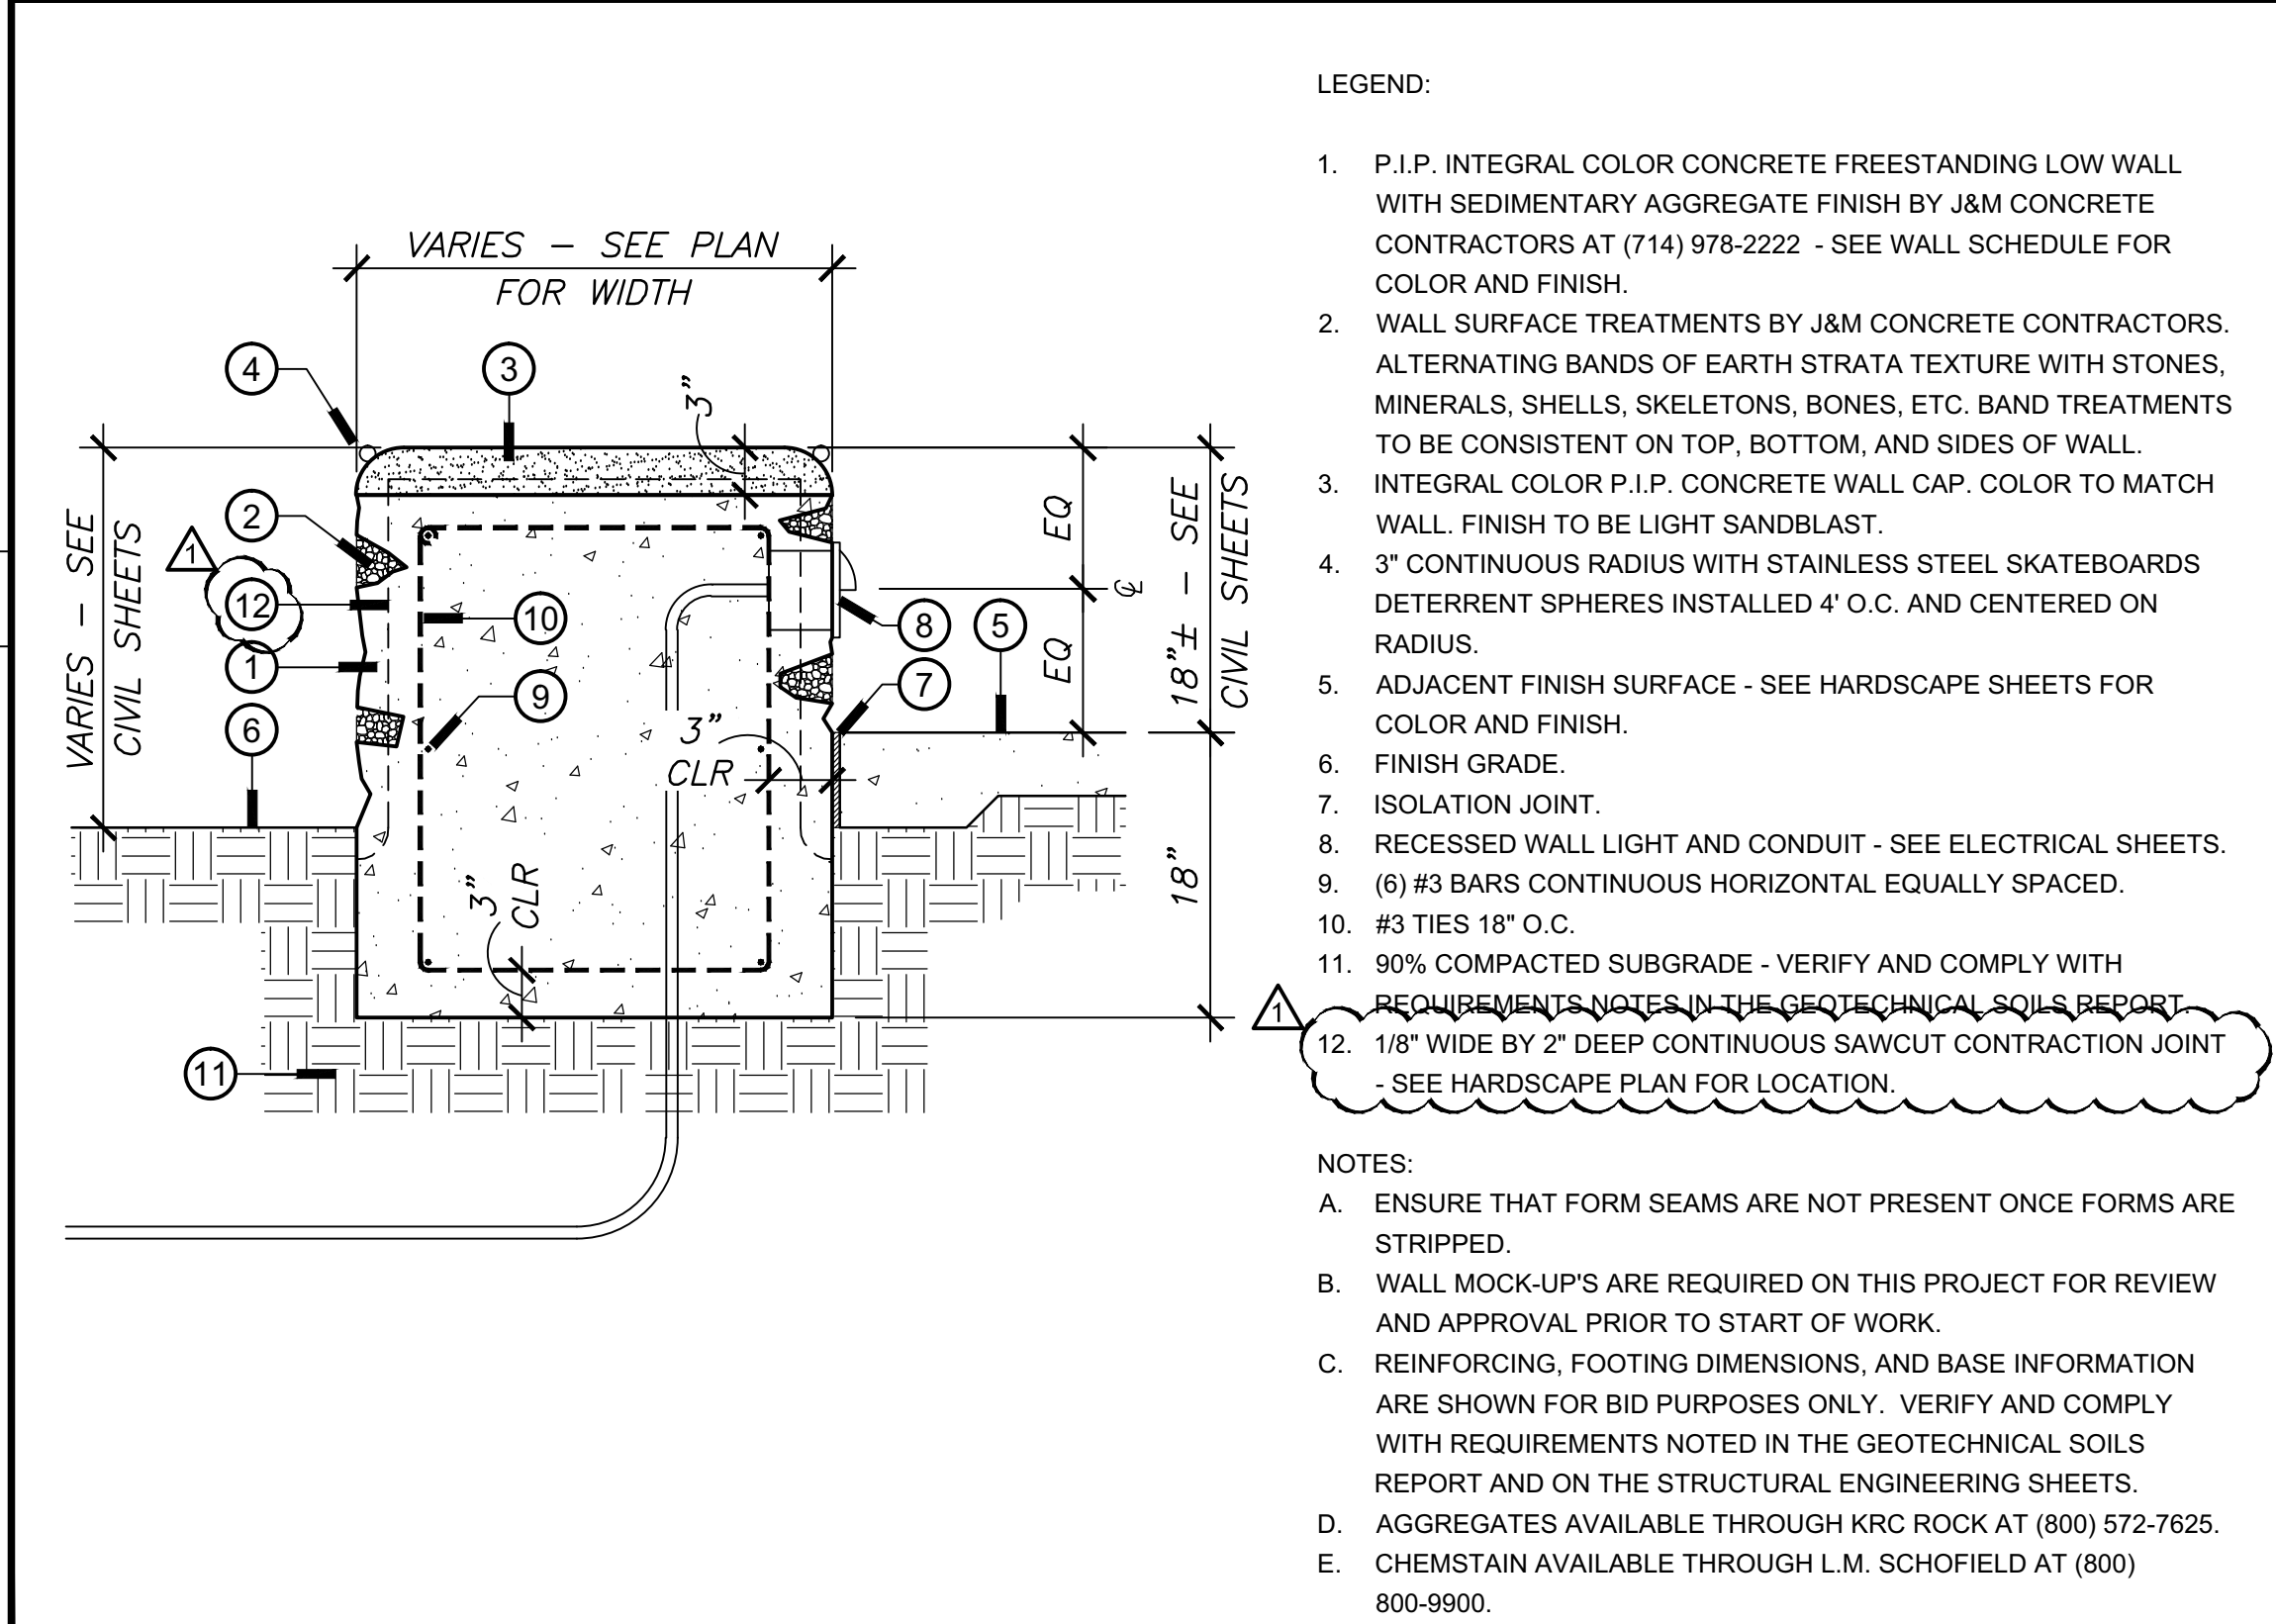 VARIES - SEE PLAN
FOR WIDTH
4
3
3"
VARIES - SEE
CIVIL SHEETS
2
1
12
1
6
10
9
8
5
7
EQ
EQ
℄
18"± - SEE
CIVIL SHEETS
3"
CLR
3"
CLR
18"
11
LEGEND:
1. P.I.P. INTEGRAL COLOR CONCRETE FREESTANDING LOW WALL
WITH SEDIMENTARY AGGREGATE FINISH BY J&M CONCRETE
CONTRACTORS AT (714) 978-2222 - SEE WALL SCHEDULE FOR
COLOR AND FINISH.
2. WALL SURFACE TREATMENTS BY J&M CONCRETE CONTRACTORS.
ALTERNATING BANDS OF EARTH STRATA TEXTURE WITH STONES,
MINERALS, SHELLS, SKELETONS, BONES, ETC. BAND TREATMENTS
TO BE CONSISTENT ON TOP, BOTTOM, AND SIDES OF WALL.
3. INTEGRAL COLOR P.I.P. CONCRETE WALL CAP. COLOR TO MATCH
WALL. FINISH TO BE LIGHT SANDBLAST.
4. 3" CONTINUOUS RADIUS WITH STAINLESS STEEL SKATEBOARDS
DETERRENT SPHERES INSTALLED 4' O.C. AND CENTERED ON
RADIUS.
5. ADJACENT FINISH SURFACE - SEE HARDSCAPE SHEETS FOR
COLOR AND FINISH.
6. FINISH GRADE.
7. ISOLATION JOINT.
8. RECESSED WALL LIGHT AND CONDUIT - SEE ELECTRICAL SHEETS.
9. (6) #3 BARS CONTINUOUS HORIZONTAL EQUALLY SPACED.
10. #3 TIES 18" O.C.
11. 90% COMPACTED SUBGRADE - VERIFY AND COMPLY WITH
REQUIREMENTS NOTES IN THE GEOTECHNICAL SOILS REPORT.
1
12. 1/8" WIDE BY 2" DEEP CONTINUOUS SAWCUT CONTRACTION JOINT
- SEE HARDSCAPE PLAN FOR LOCATION.
NOTES:
A. ENSURE THAT FORM SEAMS ARE NOT PRESENT ONCE FORMS ARE
STRIPPED.
B. WALL MOCK-UP'S ARE REQUIRED ON THIS PROJECT FOR REVIEW
AND APPROVAL PRIOR TO START OF WORK.
C. REINFORCING, FOOTING DIMENSIONS, AND BASE INFORMATION
ARE SHOWN FOR BID PURPOSES ONLY. VERIFY AND COMPLY
WITH REQUIREMENTS NOTED IN THE GEOTECHNICAL SOILS
REPORT AND ON THE STRUCTURAL ENGINEERING SHEETS.
D. AGGREGATES AVAILABLE THROUGH KRC ROCK AT (800) 572-7625.
E. CHEMSTAIN AVAILABLE THROUGH L.M. SCHOFIELD AT (800)
800-9900.